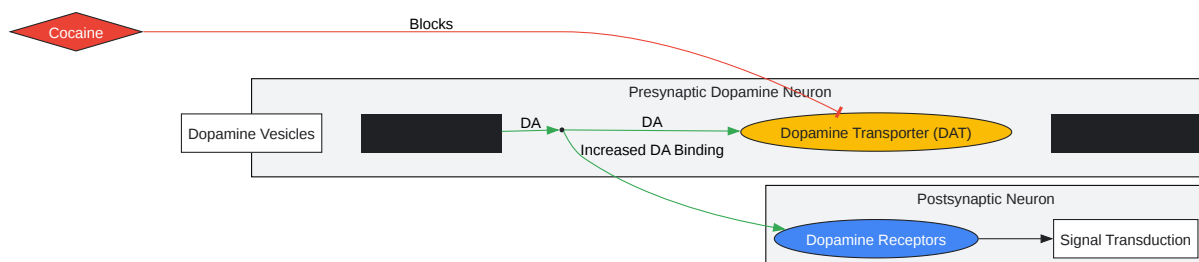 Cocaine
Blocks
Presynaptic Dopamine Neuron
Dopamine Vesicles
DA
DA
Dopamine Transporter (DAT)
Increased DA Binding
Postsynaptic Neuron
Dopamine Receptors
Signal Transduction